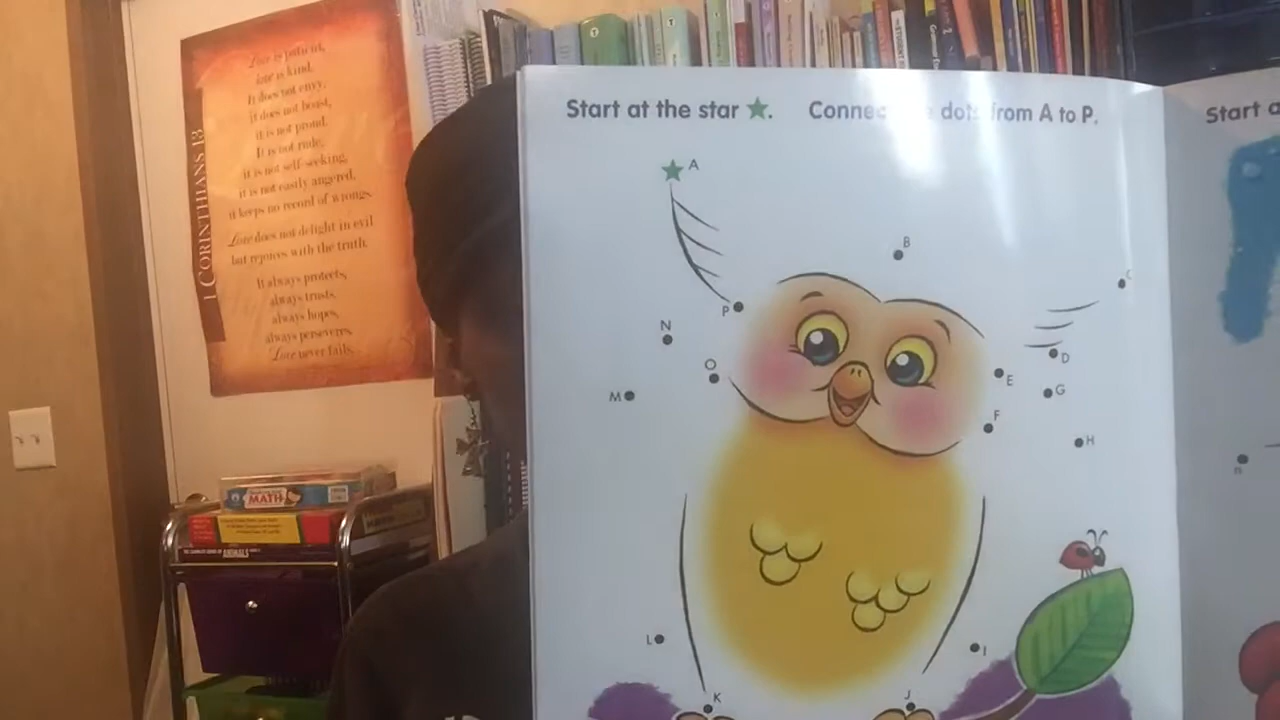 Love is patient,
love is kind.
It does not envy,
it does not boast,
it is not proud.
It is not rude,
it is not self-seeking,
it is not easily angered,
it keeps no record of wrongs.
Love does not delight in evil
but rejoices with the truth.
It always protects,
always trusts,
always hopes,
always perseveres.
Love never fails.
1 CORINTHIANS 13
MATH
ANIMALS
Start at the star ★. Connec dots from A to P.
Start
A
B
C
P
N
D
O
E
M
G
F
H
L
I
K
J
n